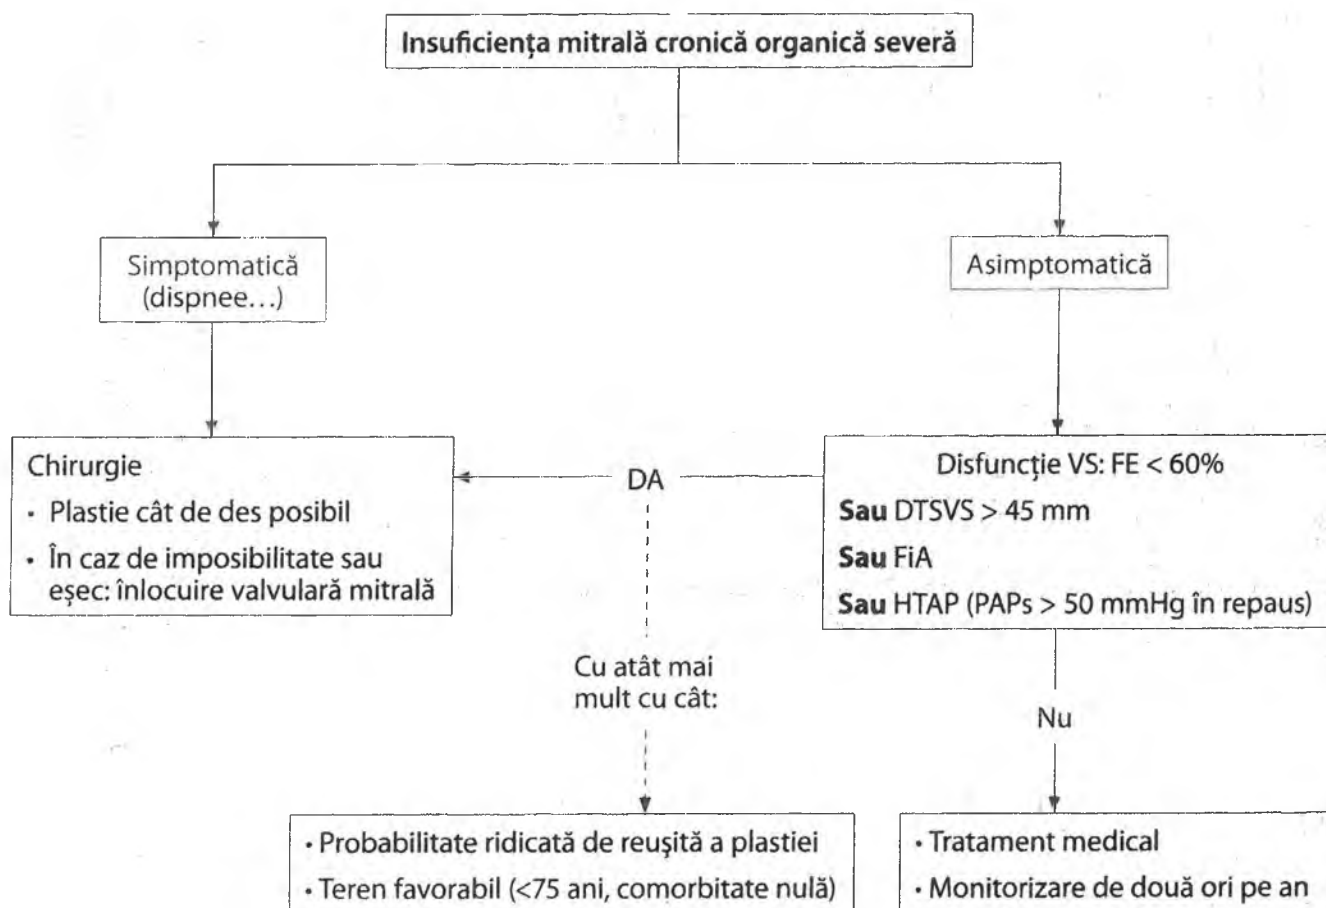 Insuficiența mitrală cronică organică severă
Simptomatică
(dispnee...)
Asimptomatică
Chirurgie
• Plastie cât de des posibil
• În caz de imposibilitate sau
eșec: înlocuire valvulară mitrală
DA
Disfuncție VS: FE < 60%
Sau DTSVS > 45 mm
Sau FiA
Sau HTAP (PAPs > 50 mmHg în repaus)
Cu atât mai
mult cu cât:
Nu
• Probabilitate ridicată de reușită a plastiei
• Teren favorabil (<75 ani, comorbitate nulă)
• Tratament medical
• Monitorizare de două ori pe an